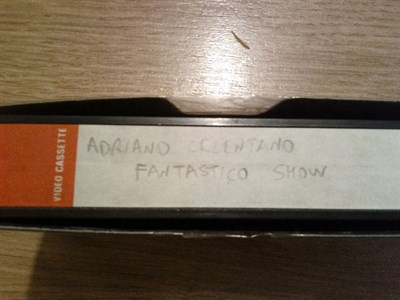 VIDEO CASSETTE
ADRIANO CELENTANO
FANTASTICO SHOW